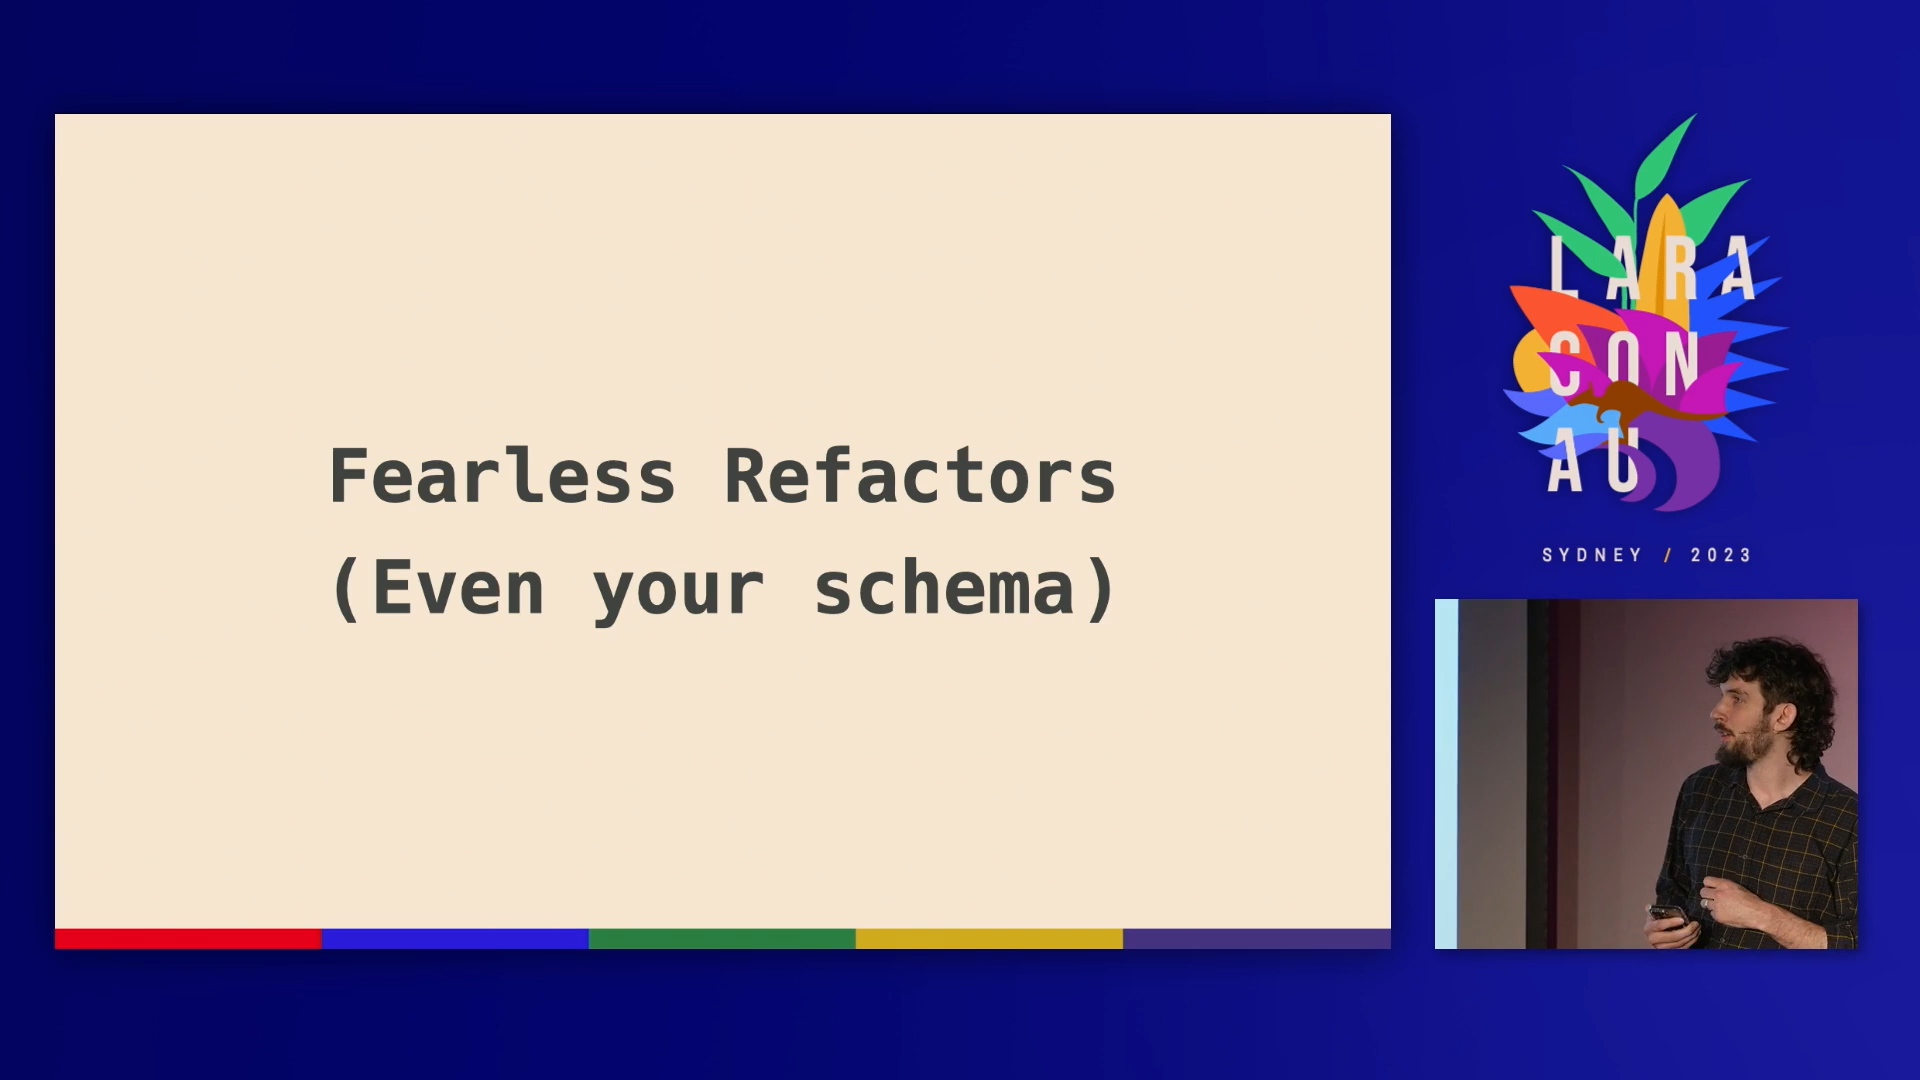 Fearless Refactors
(Even your schema)
LARA
CON
AU
SYDNEY / 2023